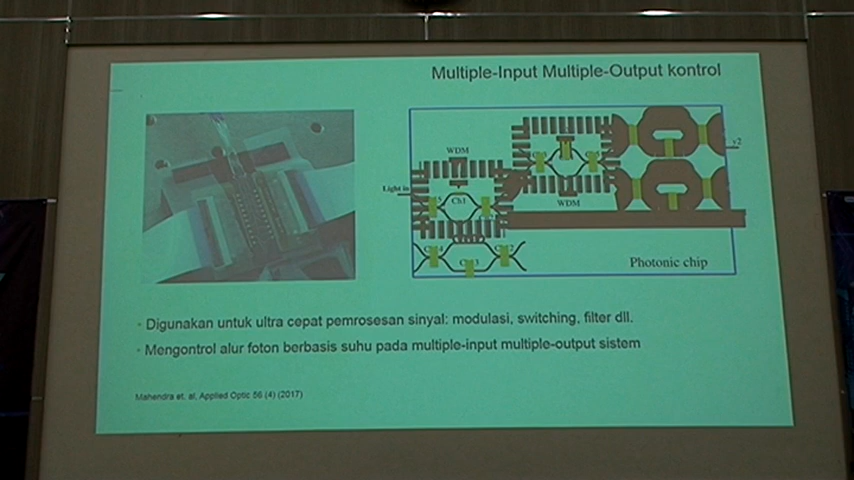 Multiple-Input Multiple-Output kontrol
WDM
Light in
Ch1
v2
WDM
Photonic chip
• Digunakan untuk ultra cepat pemrosesan sinyal: modulasi, switching, filter dll.
• Mengontrol alur foton berbasis suhu pada multiple-input multiple-output sistem
Mahendra et. al, Applied Optic 56 (4) (2017)